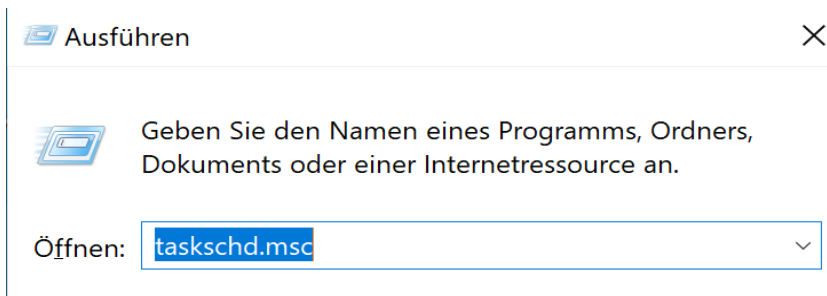 Ausführen
Geben Sie den Namen eines Programms, Ordners,
Dokuments oder einer Internetressource an.
Öffnen: taskschd.msc